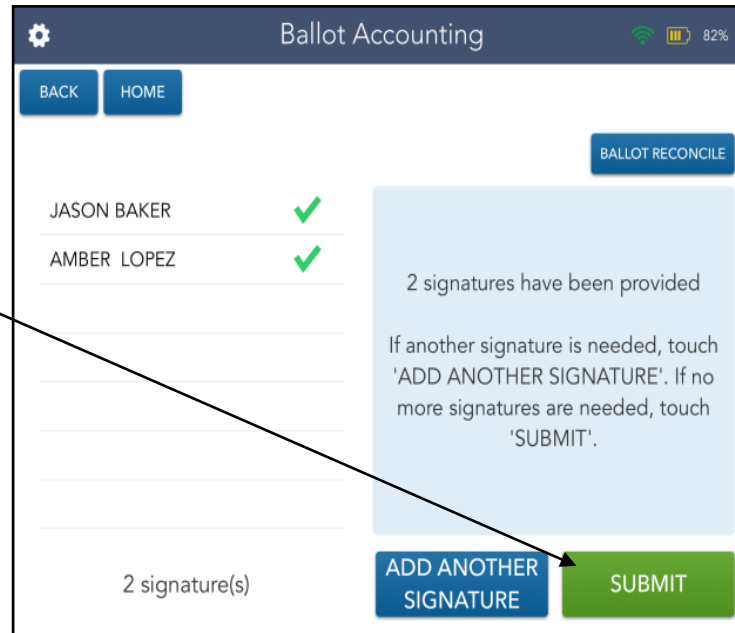 Ballot Accounting
82%
BACK
HOME
BALLOT RECONCILE
JASON BAKER
AMBER LOPEZ
2 signatures have been provided
If another signature is needed, touch
'ADD ANOTHER SIGNATURE'. If no
more signatures are needed, touch
'SUBMIT'.
2 signature(s)
ADD ANOTHER
SIGNATURE
SUBMIT